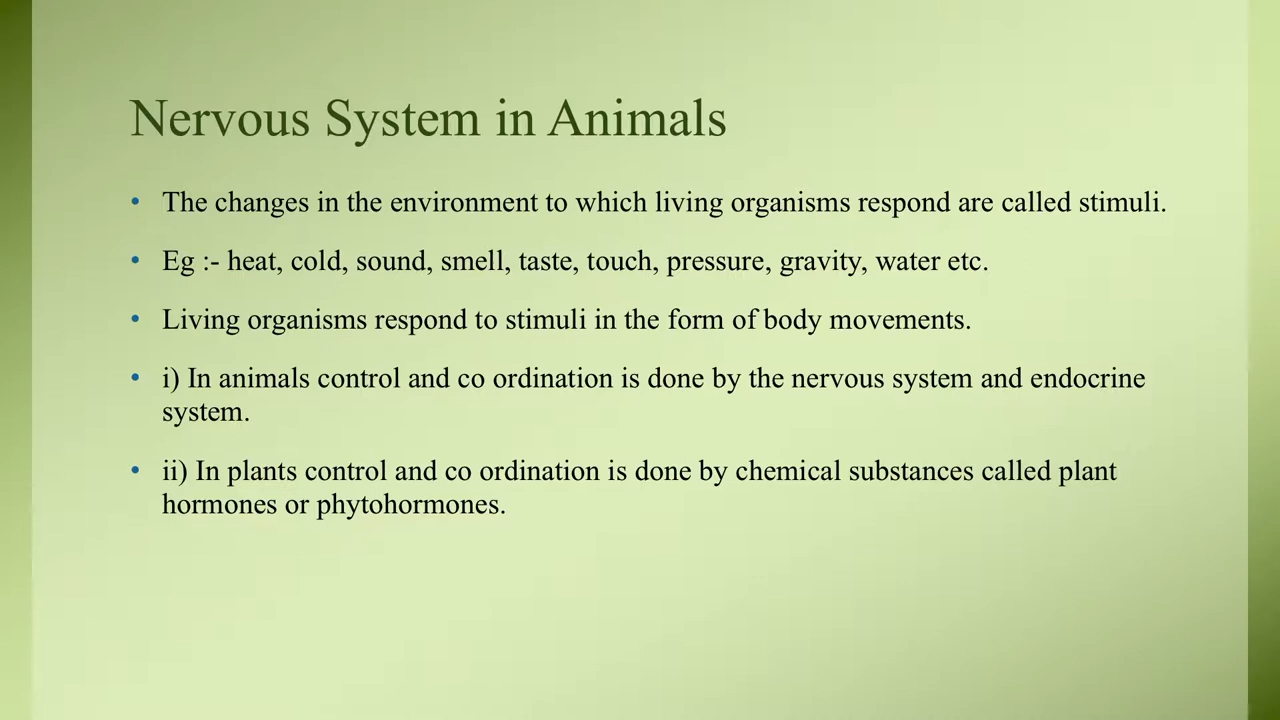 Nervous System in Animals
• The changes in the environment to which living organisms respond are called stimuli.
• Eg :- heat, cold, sound, smell, taste, touch, pressure, gravity, water etc.
• Living organisms respond to stimuli in the form of body movements.
• i) In animals control and co ordination is done by the nervous system and endocrine
system.
• ii) In plants control and co ordination is done by chemical substances called plant
hormones or phytohormones.